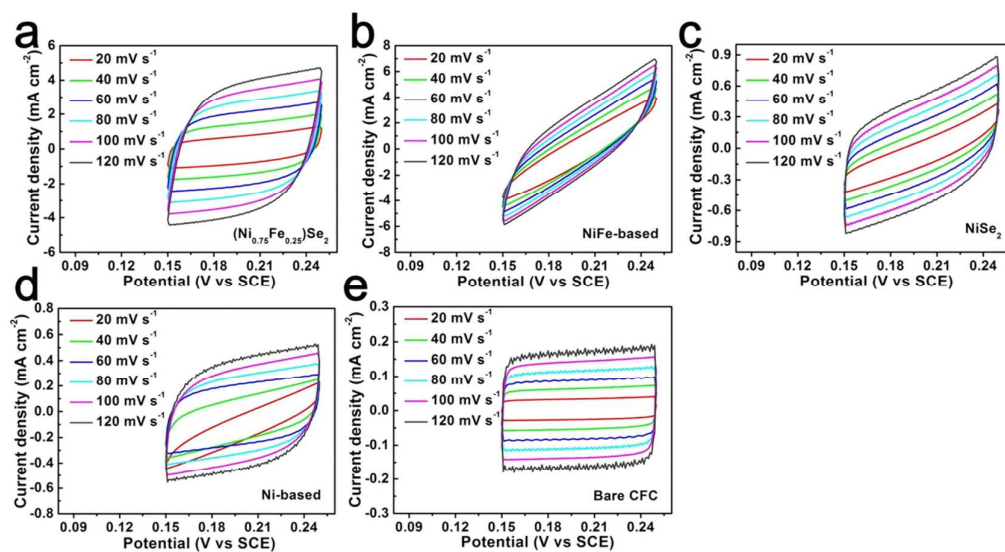 a
Current density (mA cm⁻²)
6
4
2
0
-2
-4
-6
20 mV s⁻¹
40 mV s⁻¹
60 mV s⁻¹
80 mV s⁻¹
100 mV s⁻¹
120 mV s⁻¹
(Ni₀.₇₅Fe₀.₂₅)Se₂
0.09 0.12 0.15 0.18 0.21 0.24
Potential (V vs SCE)
b
Current density (mA cm⁻²)
8
6
4
2
0
-2
-4
-6
-8
20 mV s⁻¹
40 mV s⁻¹
60 mV s⁻¹
80 mV s⁻¹
100 mV s⁻¹
120 mV s⁻¹
NiFe-based
0.09 0.12 0.15 0.18 0.21 0.24
Potential (V vs SCE)
c
Current density (mA cm⁻²)
0.9
0.6
0.3
0.0
-0.3
-0.6
-0.9
20 mV s⁻¹
40 mV s⁻¹
60 mV s⁻¹
80 mV s⁻¹
100 mV s⁻¹
120 mV s⁻¹
NiSe₂
0.09 0.12 0.15 0.18 0.21 0.24
Potential (V vs SCE)
d
Current density (mA cm⁻²)
0.8
0.6
0.4
0.2
0.0
-0.2
-0.4
-0.6
-0.8
20 mV s⁻¹
40 mV s⁻¹
60 mV s⁻¹
80 mV s⁻¹
100 mV s⁻¹
120 mV s⁻¹
Ni-based
0.09 0.12 0.15 0.18 0.21 0.24
Potential (V vs SCE)
e
Current density (mA cm⁻²)
0.3
0.2
0.1
0.0
-0.1
-0.2
-0.3
20 mV s⁻¹
40 mV s⁻¹
60 mV s⁻¹
80 mV s⁻¹
100 mV s⁻¹
120 mV s⁻¹
Bare CFC
0.09 0.12 0.15 0.18 0.21 0.24
Potential (V vs SCE)